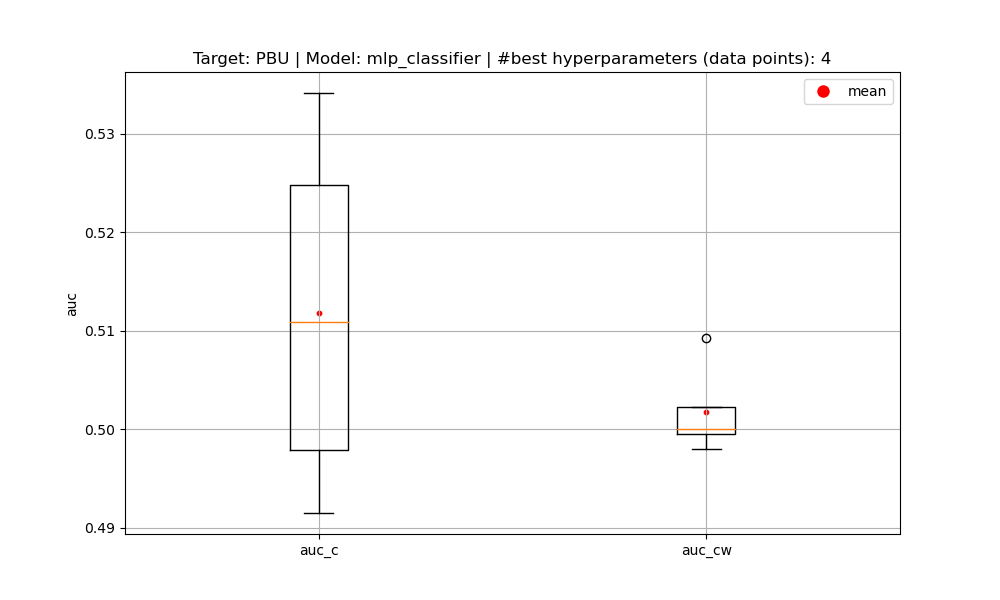 Target: PBU | Model: mlp_classifier | #best hyperparameters (data points): 4
mean
0.53
0.52
0.51
0.50
0.49
auc
auc_c
auc_cw